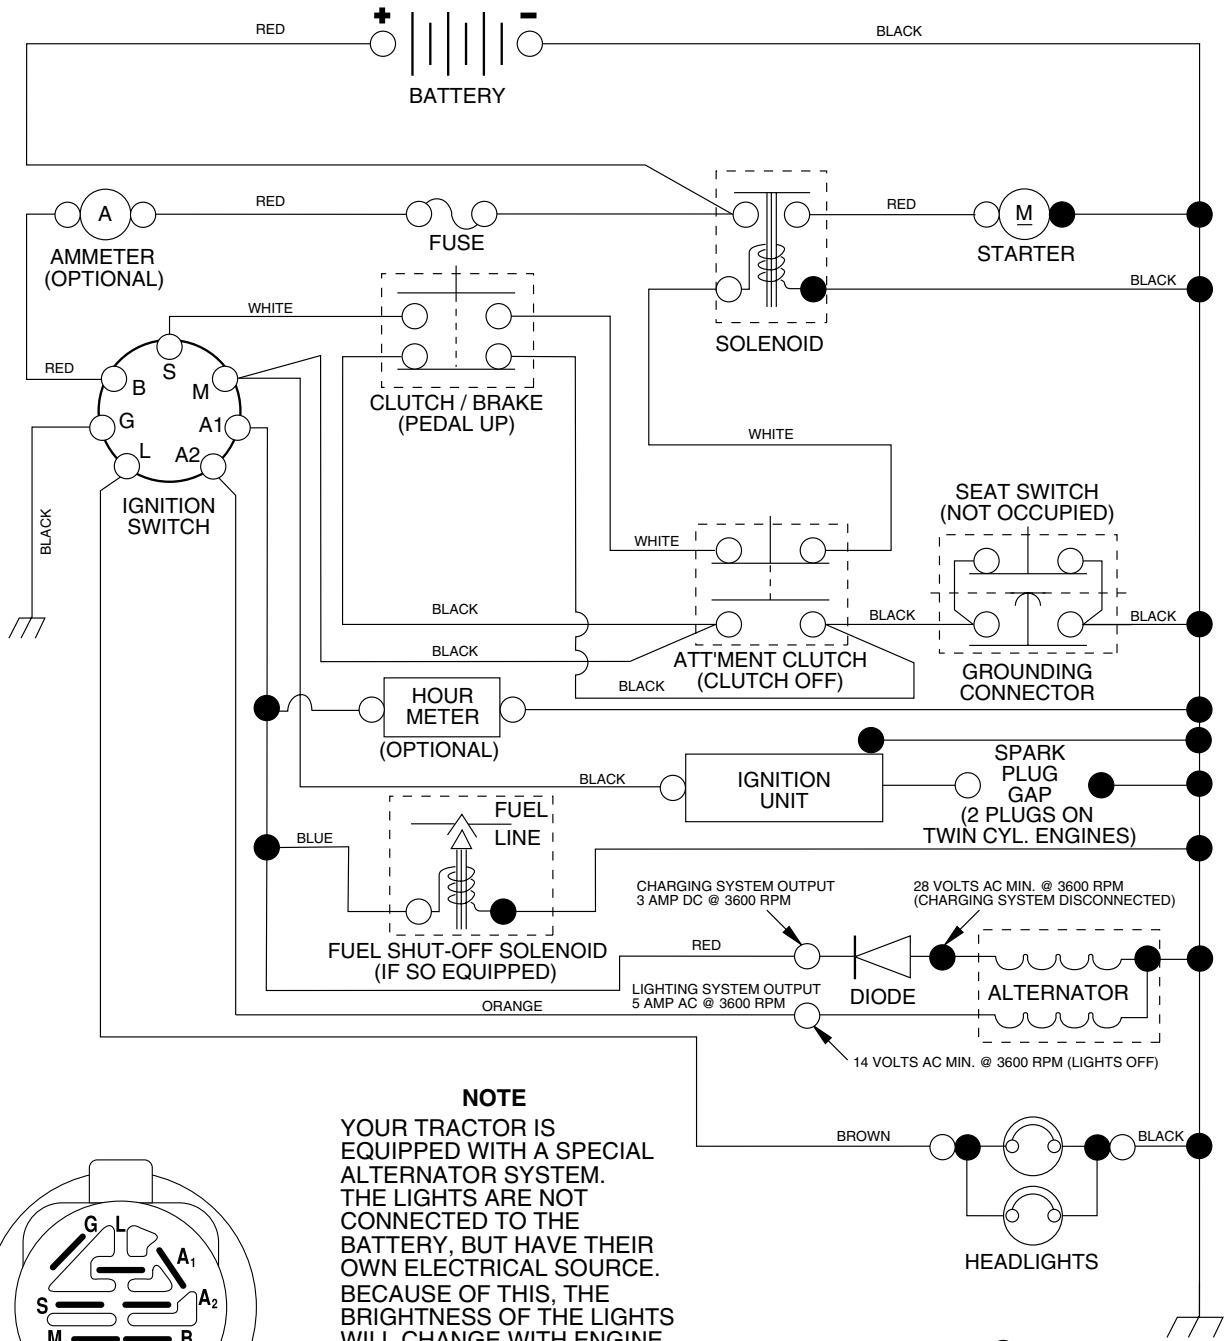 + -
RED
BLACK
BATTERY
RED
A
AMMETER
(OPTIONAL)
FUSE
RED
M
STARTER
BLACK
SOLENOID
WHITE
RED
S
B
M
G
A1
L
A2
IGNITION
SWITCH
BLACK
CLUTCH / BRAKE
(PEDAL UP)
WHITE
SEAT SWITCH
(NOT OCCUPIED)
WHITE
BLACK
BLACK
BLACK
BLACK
BLACK
ATT'MENT CLUTCH
(CLUTCH OFF)
GROUNDING
CONNECTOR
HOUR
METER
(OPTIONAL)
BLACK
IGNITION
UNIT
SPARK
PLUG
GAP
(2 PLUGS ON
TWIN CYL. ENGINES)
BLUE
FUEL
LINE
FUEL SHUT-OFF SOLENOID
(IF SO EQUIPPED)
CHARGING SYSTEM OUTPUT
3 AMP DC @ 3600 RPM
28 VOLTS AC MIN. @ 3600 RPM
(CHARGING SYSTEM DISCONNECTED)
RED
LIGHTING SYSTEM OUTPUT
5 AMP AC @ 3600 RPM
DIODE
ALTERNATOR
ORANGE
14 VOLTS AC MIN. @ 3600 RPM (LIGHTS OFF)
BROWN
BLACK
HEADLIGHTS
NOTE
YOUR TRACTOR IS
EQUIPPED WITH A SPECIAL
ALTERNATOR SYSTEM.
THE LIGHTS ARE NOT
CONNECTED TO THE
BATTERY, BUT HAVE THEIR
OWN ELECTRICAL SOURCE.
BECAUSE OF THIS, THE
BRIGHTNESS OF THE LIGHTS
WILL CHANGE WITH ENGINE
G L
A1
S
A2
M
B